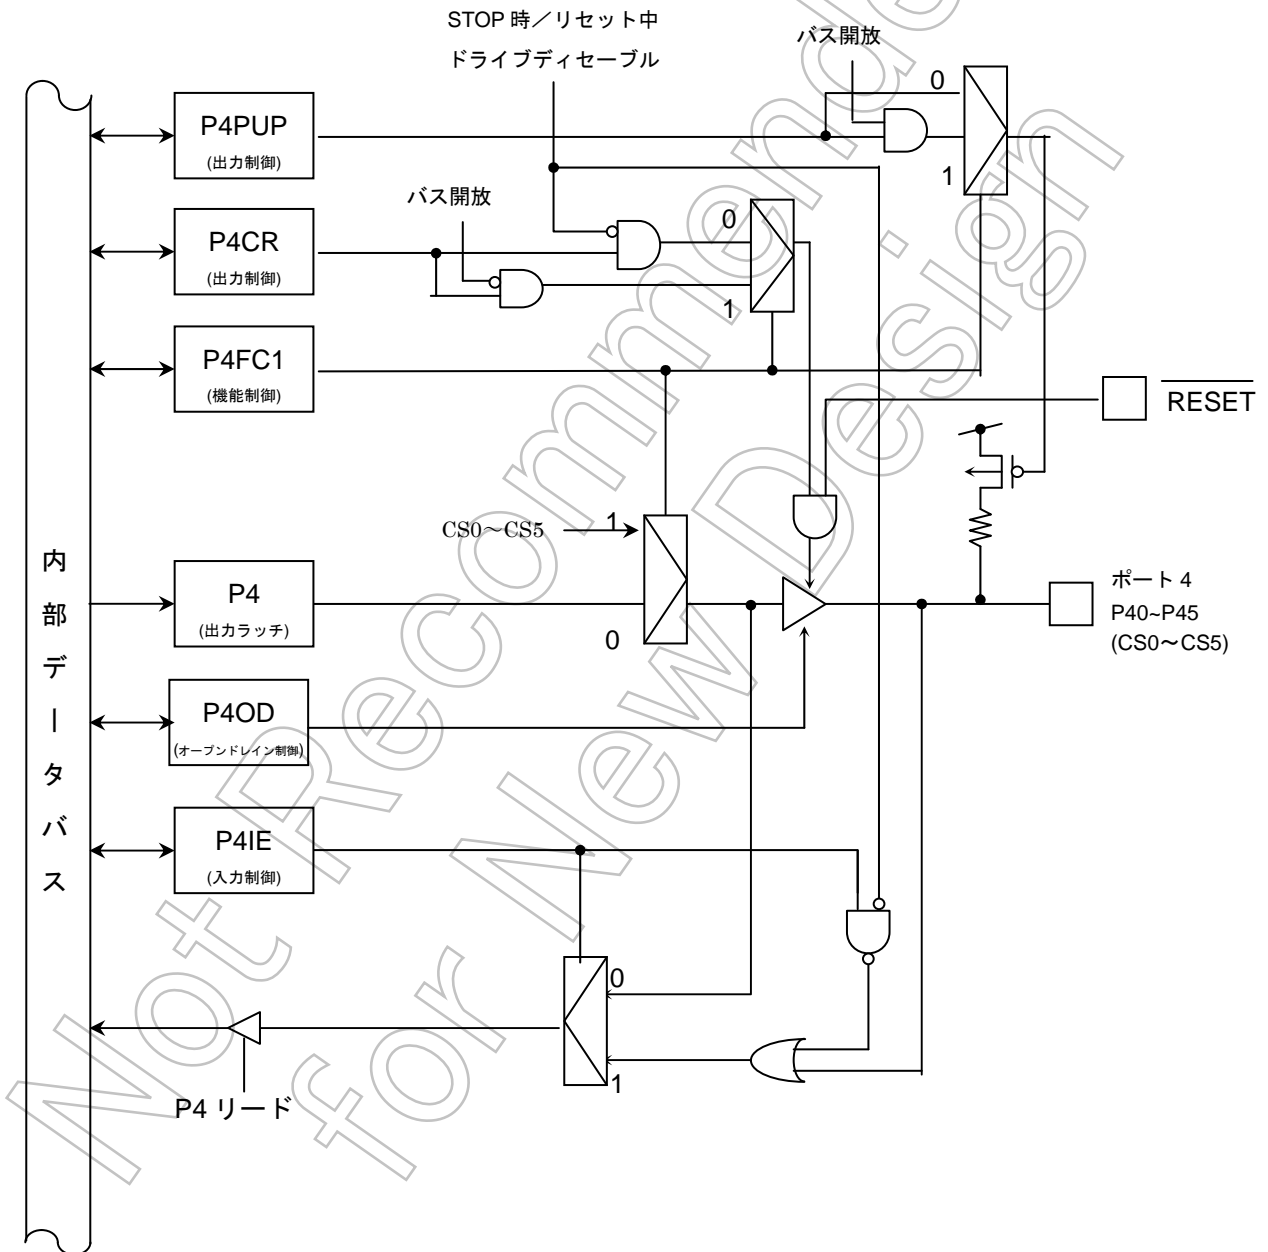 STOP 時／リセット中
ドライブディセーブル
バス開放
0
1
P4PUP
(出力制御)
バス開放
P4CR
(出力制御)
0
1
P4FC1
(機能制御)
RESET
CS0～CS5
1
0
P4
(出力ラッチ)
ポート 4
P40~P45
(CS0～CS5)
内部データバス
P4OD
(オープンドレイン制御)
P4IE
(入力制御)
0
1
P4 リード
Not Recommended
for New Design